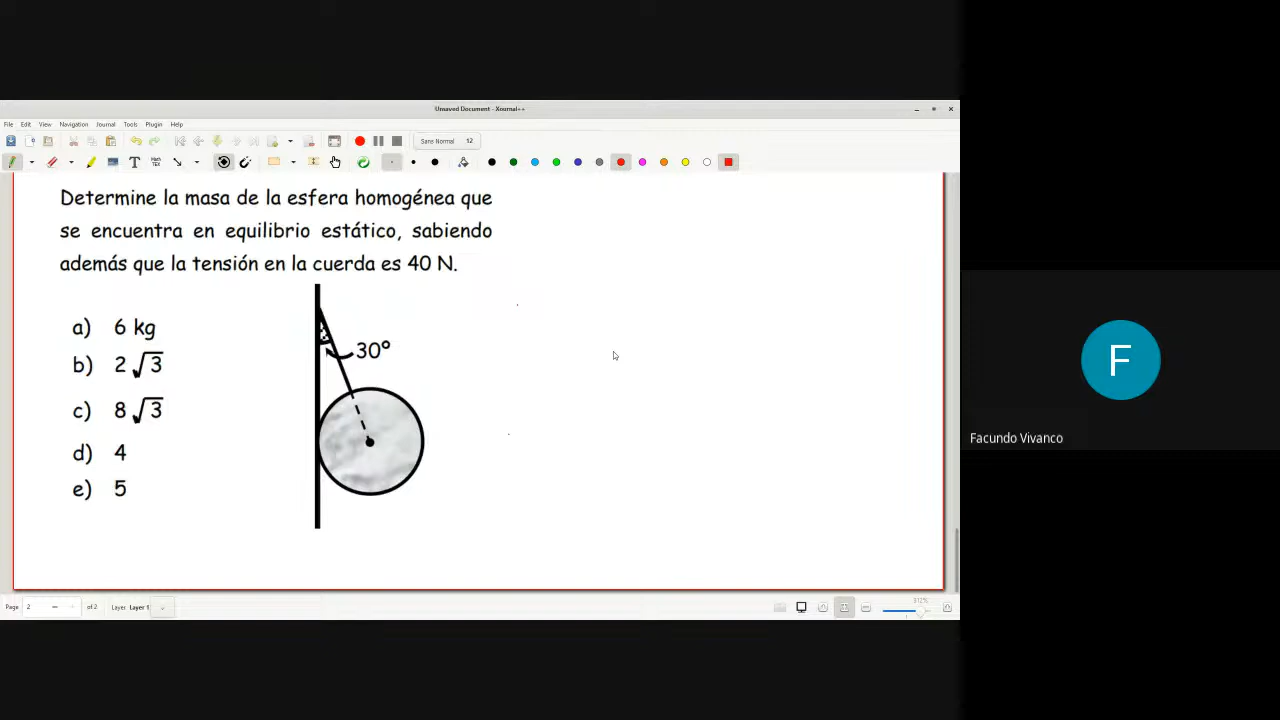 Unsaved Document - Xournal++
File Edit View Navigation Journal Tools Plugin Help
Sans Normal 12
Determine la masa de la esfera homogénea que
se encuentra en equilibrio estático, sabiendo
además que la tensión en la cuerda es 40 N.
a) 6 kg
b) 2 √3
c) 8 √3
d) 4
e) 5
30°
Page 2 of 2 Layer Layer 1
312%
F
Facundo Vivanco